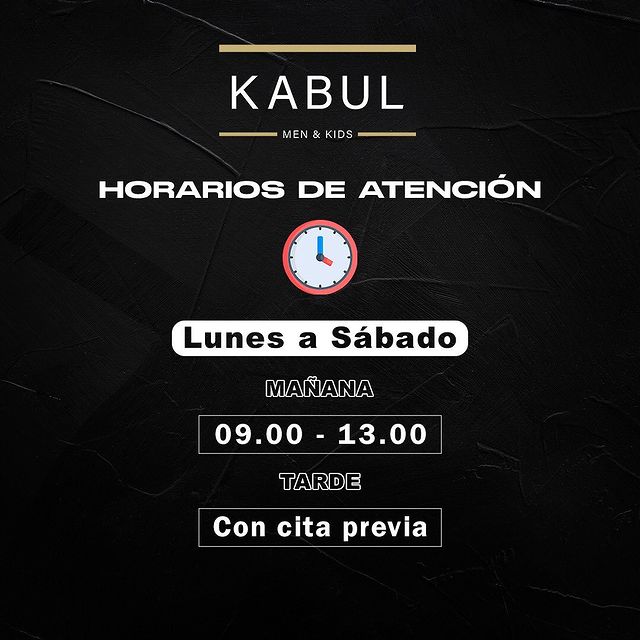 KABUL
MEN & KIDS
HORARIOS DE ATENCIÓN
Lunes a Sábado
MAÑANA
09.00 - 13.00
TARDE
Con cita previa